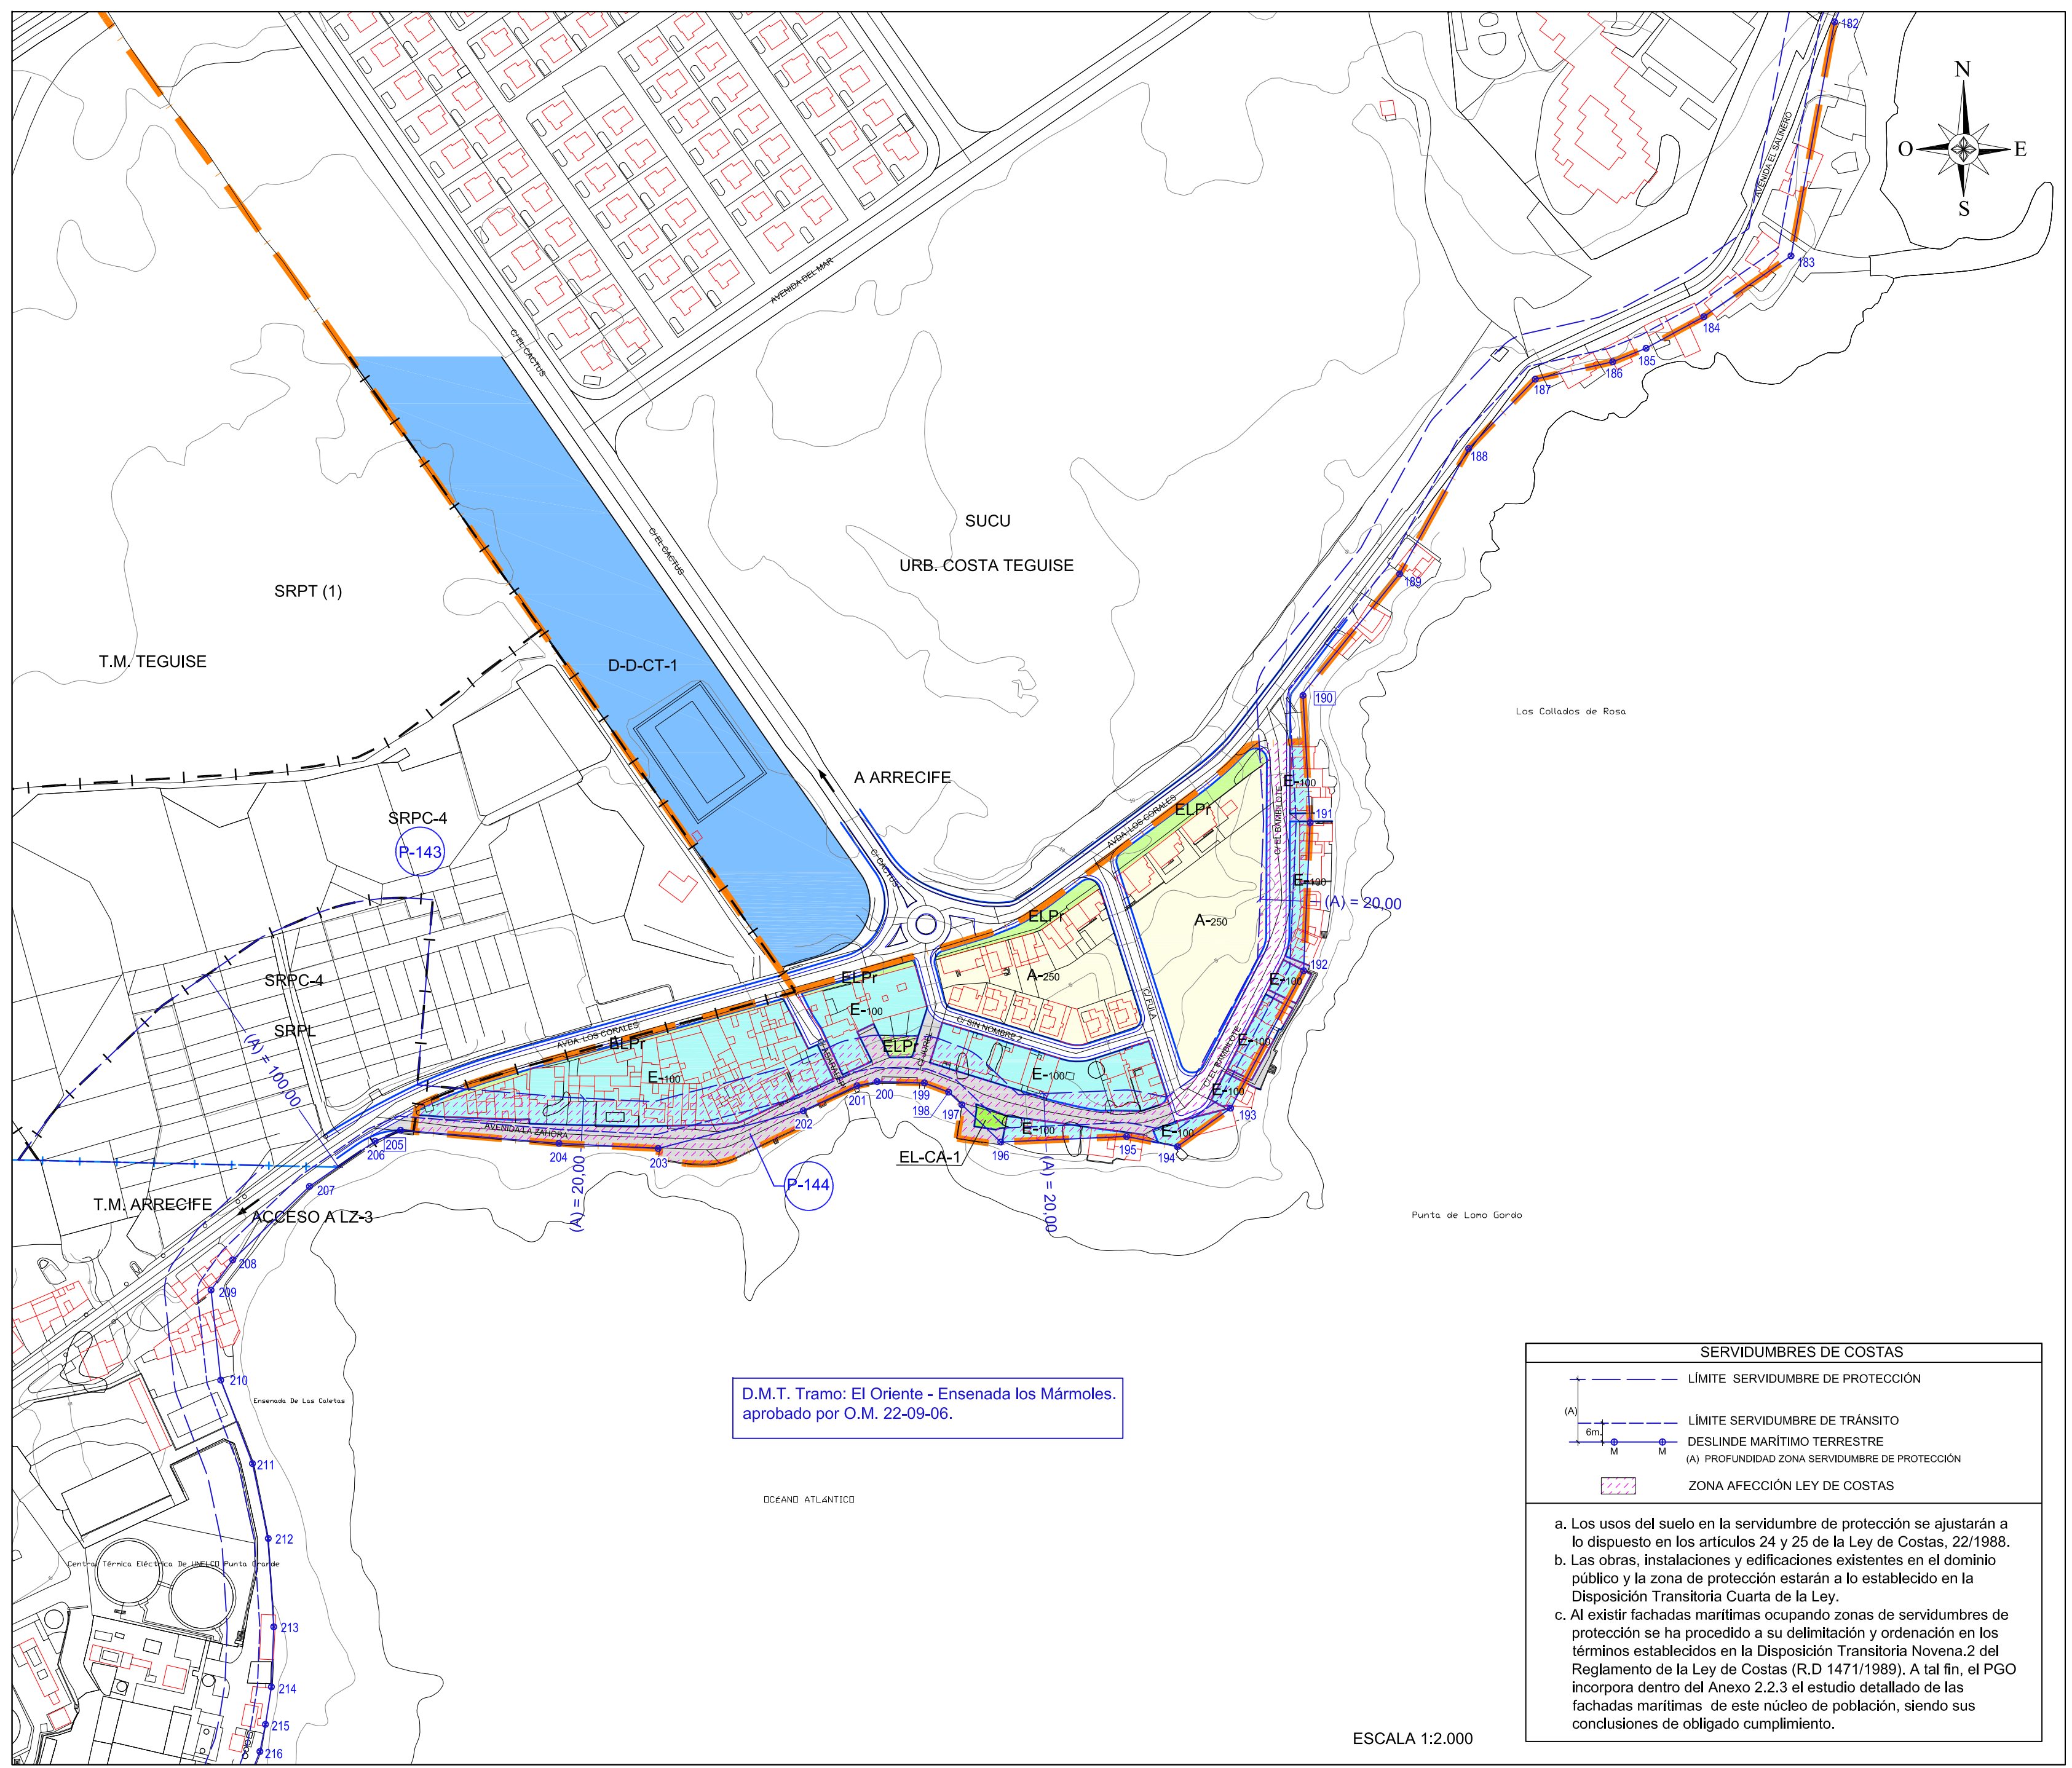 182
N
O
E
S
AVENIDA EL SALINERO
183
184
185
186
187
188
189
190
AVENIDA DEL MAR
C/ EL CACTUS
C/ EL CACTUS
SUCU
URB. COSTA TEGUISE
SRPT (1)
T.M. TEGUISE
D-D-CT-1
Los Collados de Rosa
A ARRECIFE
SRPC-4
P-143
C/ CACTUS
AVDA. LOS CORALES
ELPr
E-100
191
C/ EL BAMBILOTE
E-100
(A) = 20,00
A-250
ELPr
192
E-100
SRPC-4
SRPL
(A) = 100,00
ELPr
A-250
E-100
C/ FULA
C/ SIN NOMBRE 2
AVDA. LOS CORALES
ELPr
ELPr
C/ JUREL
E-100
C/ EL BAMBILOTE
E-100
E-100
E-100
193
201
200
199
198
197
202
AVENIDA LA ZALIORA
205
206
204
203
E-100
E-100
196
195
194
EL-CA-1
(A) = 20,00
(A) = 20,00
P-144
207
T.M. ARRECIFE
ACCESO A LZ-3
Punta de Lomo Gordo
208
209
210
Ensenada De Las Caletas
211
212
Central Térmica Eléctrica De UNELCO Punta Grande
213
214
215
216
D.M.T. Tramo: El Oriente - Ensenada los Mármoles.
aprobado por O.M. 22-09-06.
OCÉANO ATLÁNTICO
ESCALA 1:2.000
SERVIDUMBRES DE COSTAS
LÍMITE SERVIDUMBRE DE PROTECCIÓN
(A)
LÍMITE SERVIDUMBRE DE TRÁNSITO
6m.
DESLINDE MARÍTIMO TERRESTRE
M M
(A) PROFUNDIDAD ZONA SERVIDUMBRE DE PROTECCIÓN
ZONA AFECCIÓN LEY DE COSTAS
a. Los usos del suelo en la servidumbre de protección se ajustarán a
lo dispuesto en los artículos 24 y 25 de la Ley de Costas, 22/1988.
b. Las obras, instalaciones y edificaciones existentes en el dominio
público y la zona de protección estarán a lo establecido en la
Disposición Transitoria Cuarta de la Ley.
c. Al existir fachadas marítimas ocupando zonas de servidumbres de
protección se ha procedido a su delimitación y ordenación en los
términos establecidos en la Disposición Transitoria Novena.2 del
Reglamento de la Ley de Costas (R.D 1471/1989). A tal fin, el PGO
incorpora dentro del Anexo 2.2.3 el estudio detallado de las
fachadas marítimas de este núcleo de población, siendo sus
conclusiones de obligado cumplimiento.